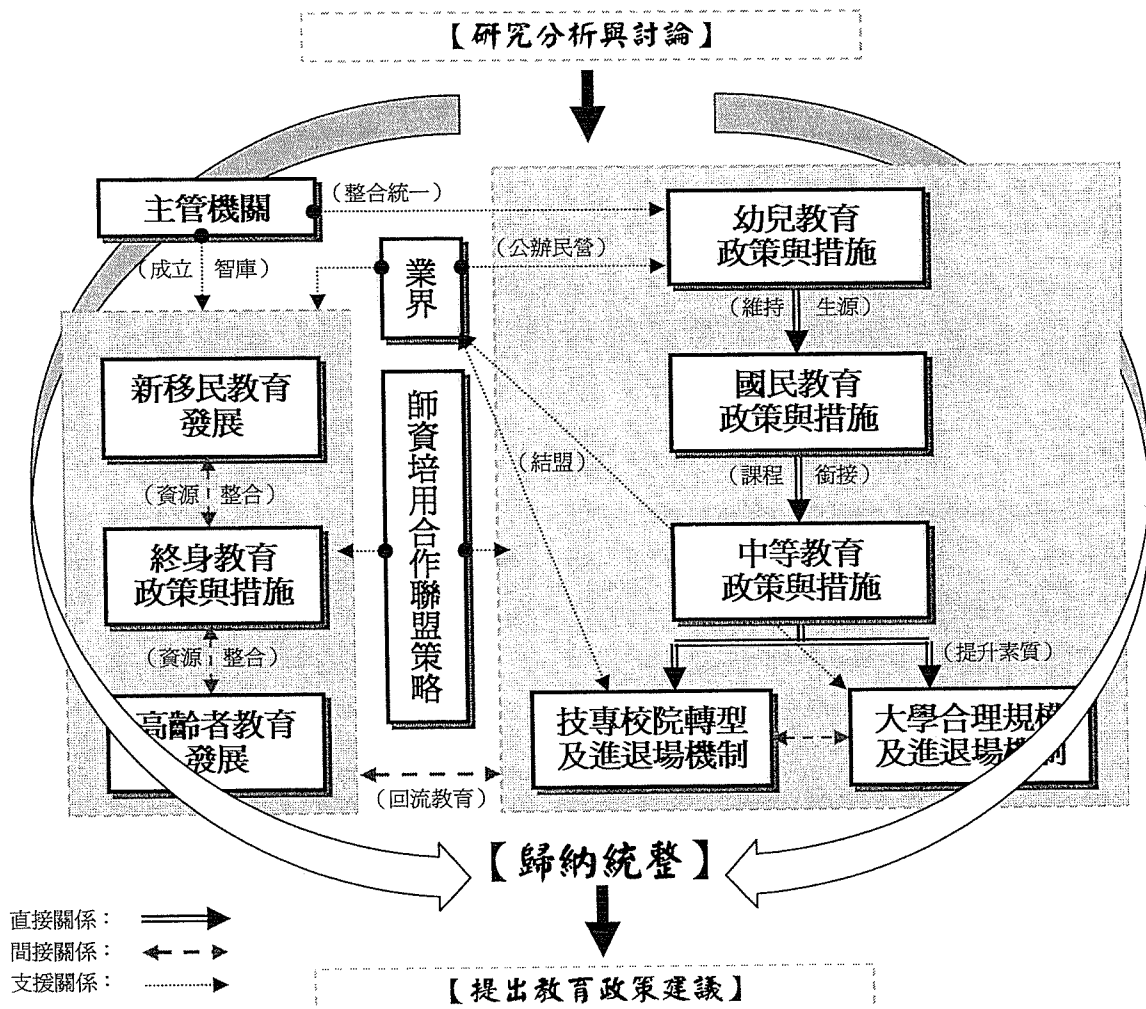 【研究分析與討論】
主管機關
（整合統一）
幼兒教育
政策與措施
（成立 智庫）
業界
（公辦民營）
（維持 生源）
新移民教育
發展
國民教育
政策與措施
師資培用合作聯盟策略
（資源 整合）
（結盟）
（課程 銜接）
終身教育
政策與措施
中等教育
政策與措施
（資源 整合）
（提升素質）
高齡者教育
發展
技專校院轉型
及進退場機制
大學合理規模
及進退場機制
（回流教育）
【歸納統整】
直接關係：
間接關係：
支援關係：
【提出教育政策建議】